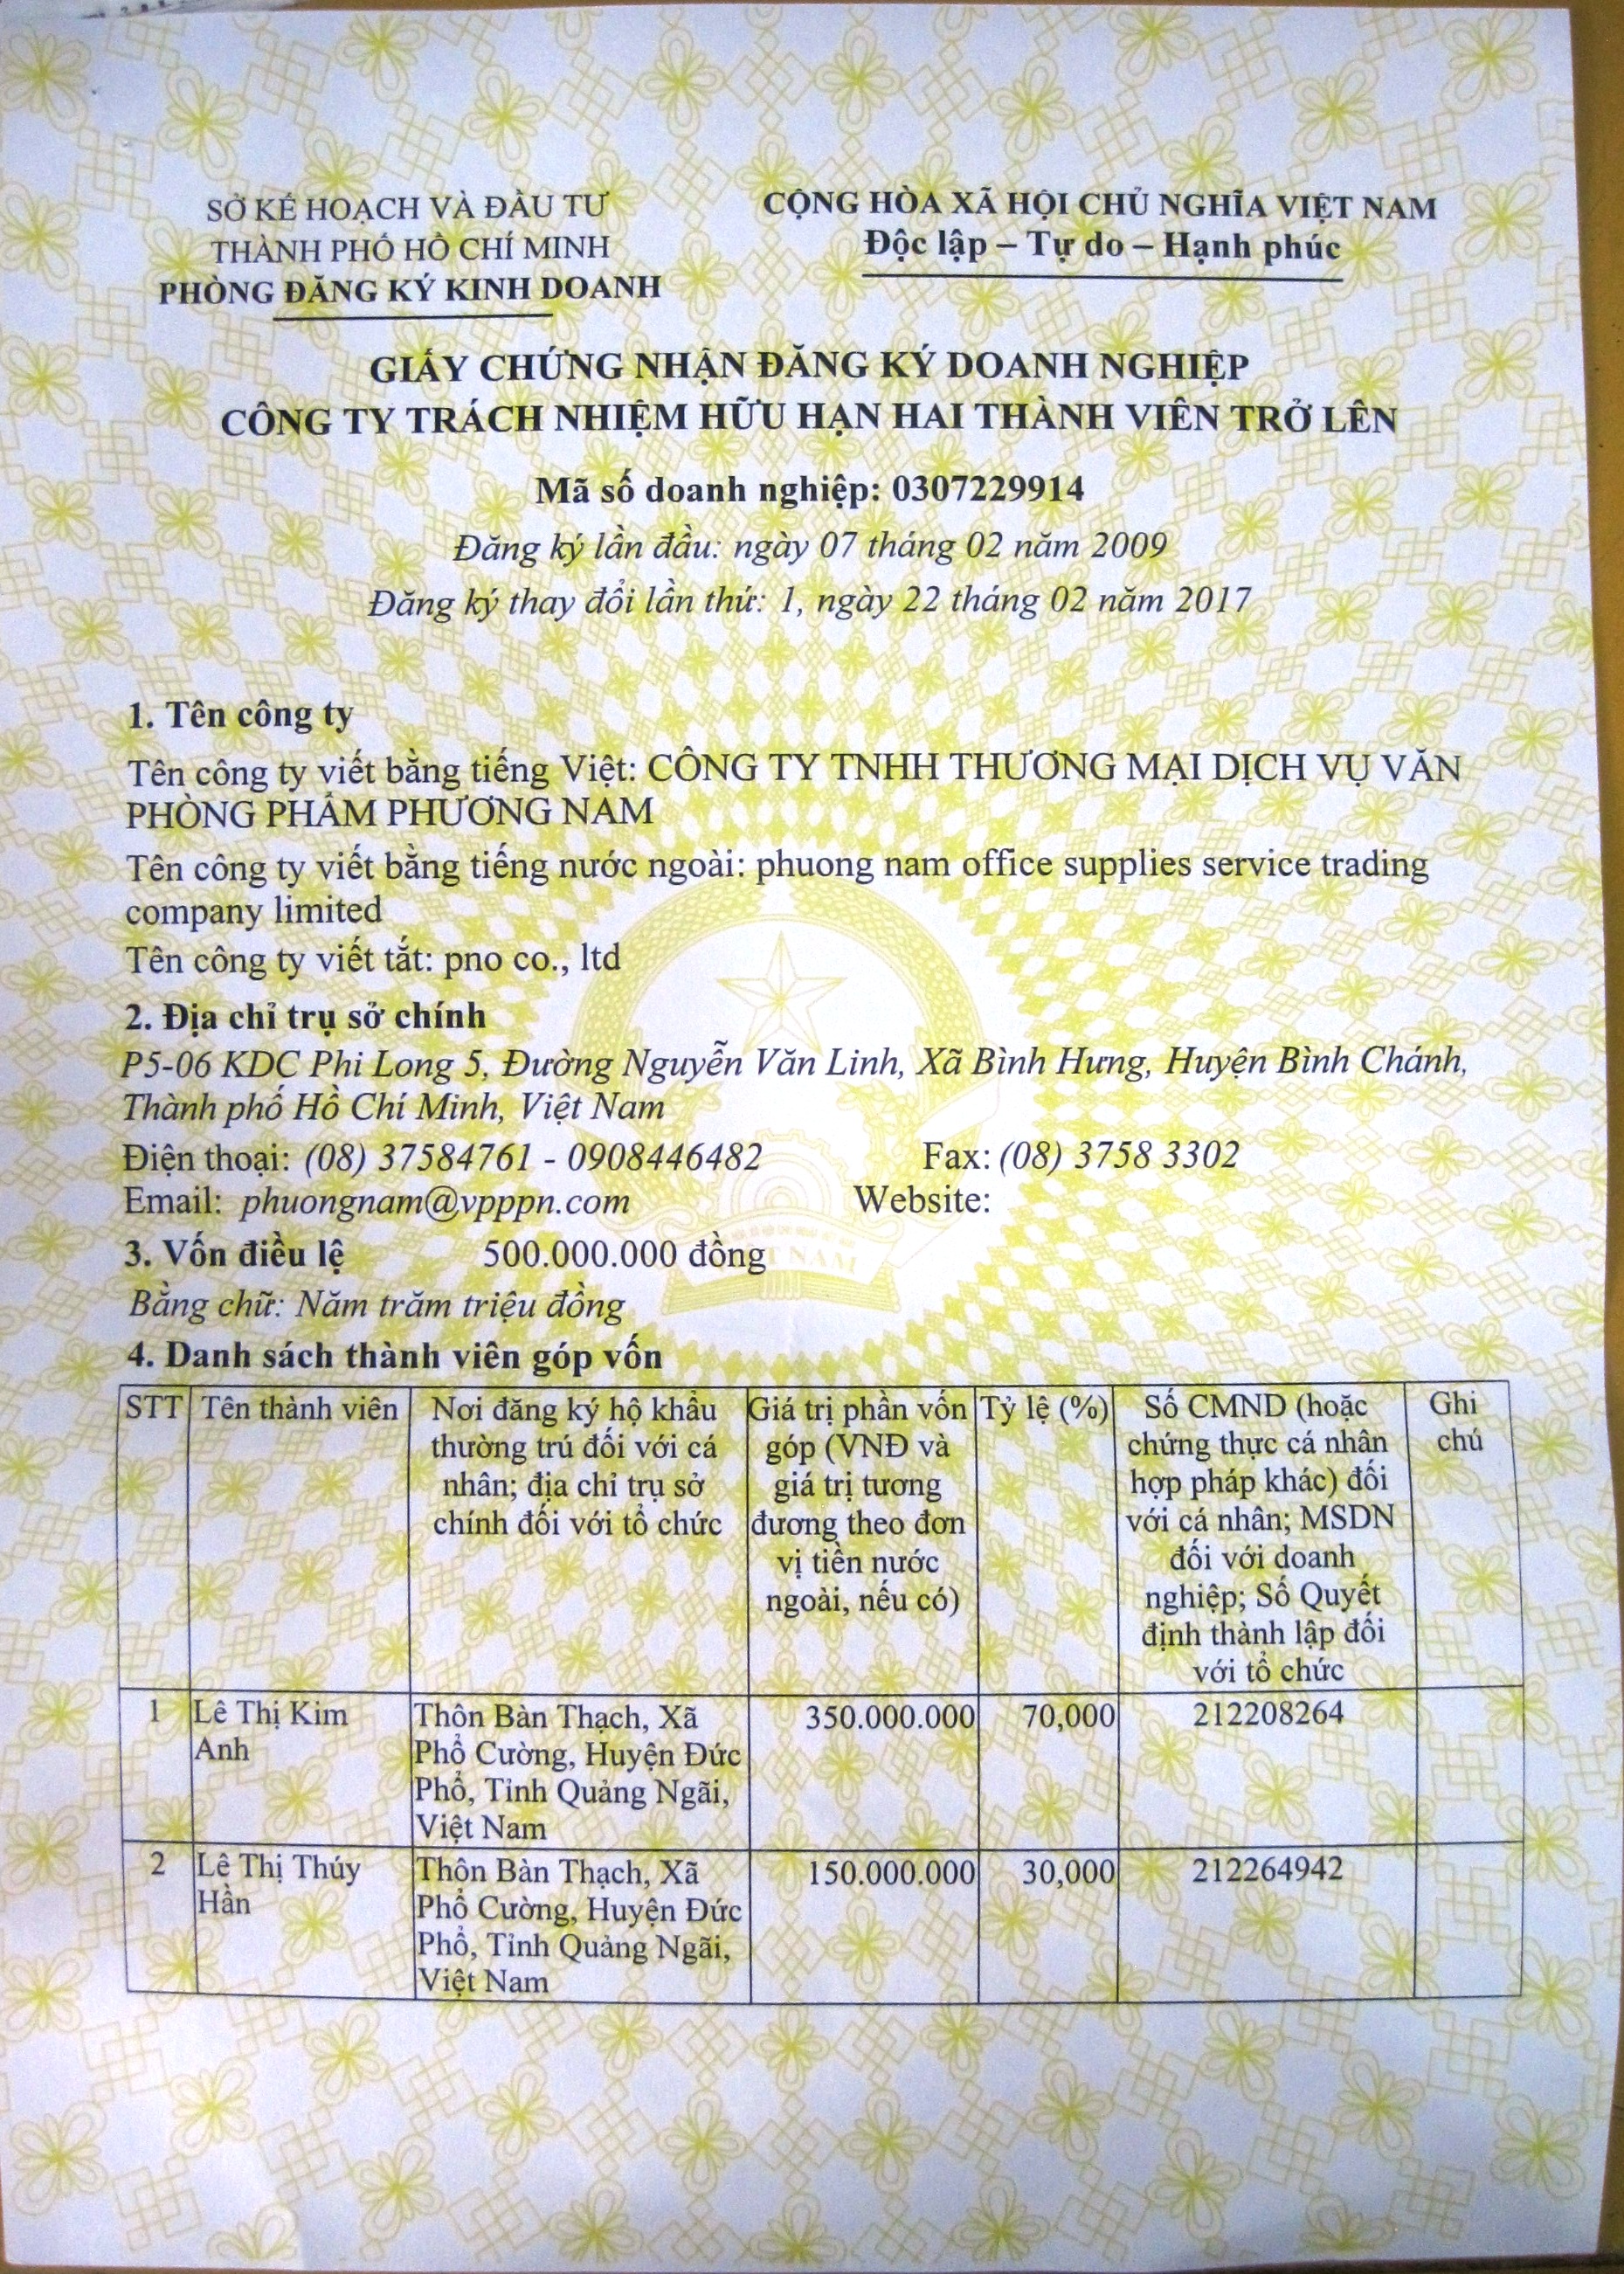 SỞ KẾ HOẠCH VÀ ĐẦU TƯ
THÀNH PHỐ HỒ CHÍ MINH
PHÒNG ĐĂNG KÝ KINH DOANH
CỘNG HÒA XÃ HỘI CHỦ NGHĨA VIỆT NAM
Độc lập – Tự do – Hạnh phúc
GIẤY CHỨNG NHẬN ĐĂNG KÝ DOANH NGHIỆP
CÔNG TY TRÁCH NHIỆM HỮU HẠN HAI THÀNH VIÊN TRỞ LÊN
Mã số doanh nghiệp: 0307229914
Đăng ký lần đầu: ngày 07 tháng 02 năm 2009
Đăng ký thay đổi lần thứ: 1, ngày 22 tháng 02 năm 2017
1. Tên công ty
Tên công ty viết bằng tiếng Việt: CÔNG TY TNHH THƯƠNG MẠI DỊCH VỤ VĂN
PHÒNG PHẨM PHƯƠNG NAM
Tên công ty viết bằng tiếng nước ngoài: phuong nam office supplies service trading
company limited
Tên công ty viết tắt: pno co., ltd
2. Địa chỉ trụ sở chính
P5-06 KDC Phi Long 5, Đường Nguyễn Văn Linh, Xã Bình Hưng, Huyện Bình Chánh,
Thành phố Hồ Chí Minh, Việt Nam
Điện thoại: (08) 37584761 - 0908446482 Fax: (08) 3758 3302
Email: phuongnam@vpppn.com Website:
3. Vốn điều lệ 500.000.000 đồng
Bằng chữ: Năm trăm triệu đồng
4. Danh sách thành viên góp vốn
STT
Tên thành viên
Nơi đăng ký hộ khẩu
thường trú đối với cá
nhân; địa chỉ trụ sở
chính đối với tổ chức
Giá trị phần vốn
góp (VNĐ và
giá trị tương
đương theo đơn
vị tiền nước
ngoài, nếu có)
Tỷ lệ (%)
Số CMND (hoặc
chứng thực cá nhân
hợp pháp khác) đối
với cá nhân; MSDN
đối với doanh
nghiệp; Số Quyết
định thành lập đối
với tổ chức
Ghi
chú
1
Lê Thị Kim
Anh
Thôn Bàn Thạch, Xã
Phổ Cường, Huyện Đức
Phổ, Tỉnh Quảng Ngãi,
Việt Nam
350.000.000
70,000
212208264
2
Lê Thị Thúy
Hằn
Thôn Bàn Thạch, Xã
Phổ Cường, Huyện Đức
Phổ, Tỉnh Quảng Ngãi,
Việt Nam
150.000.000
30,000
212264942